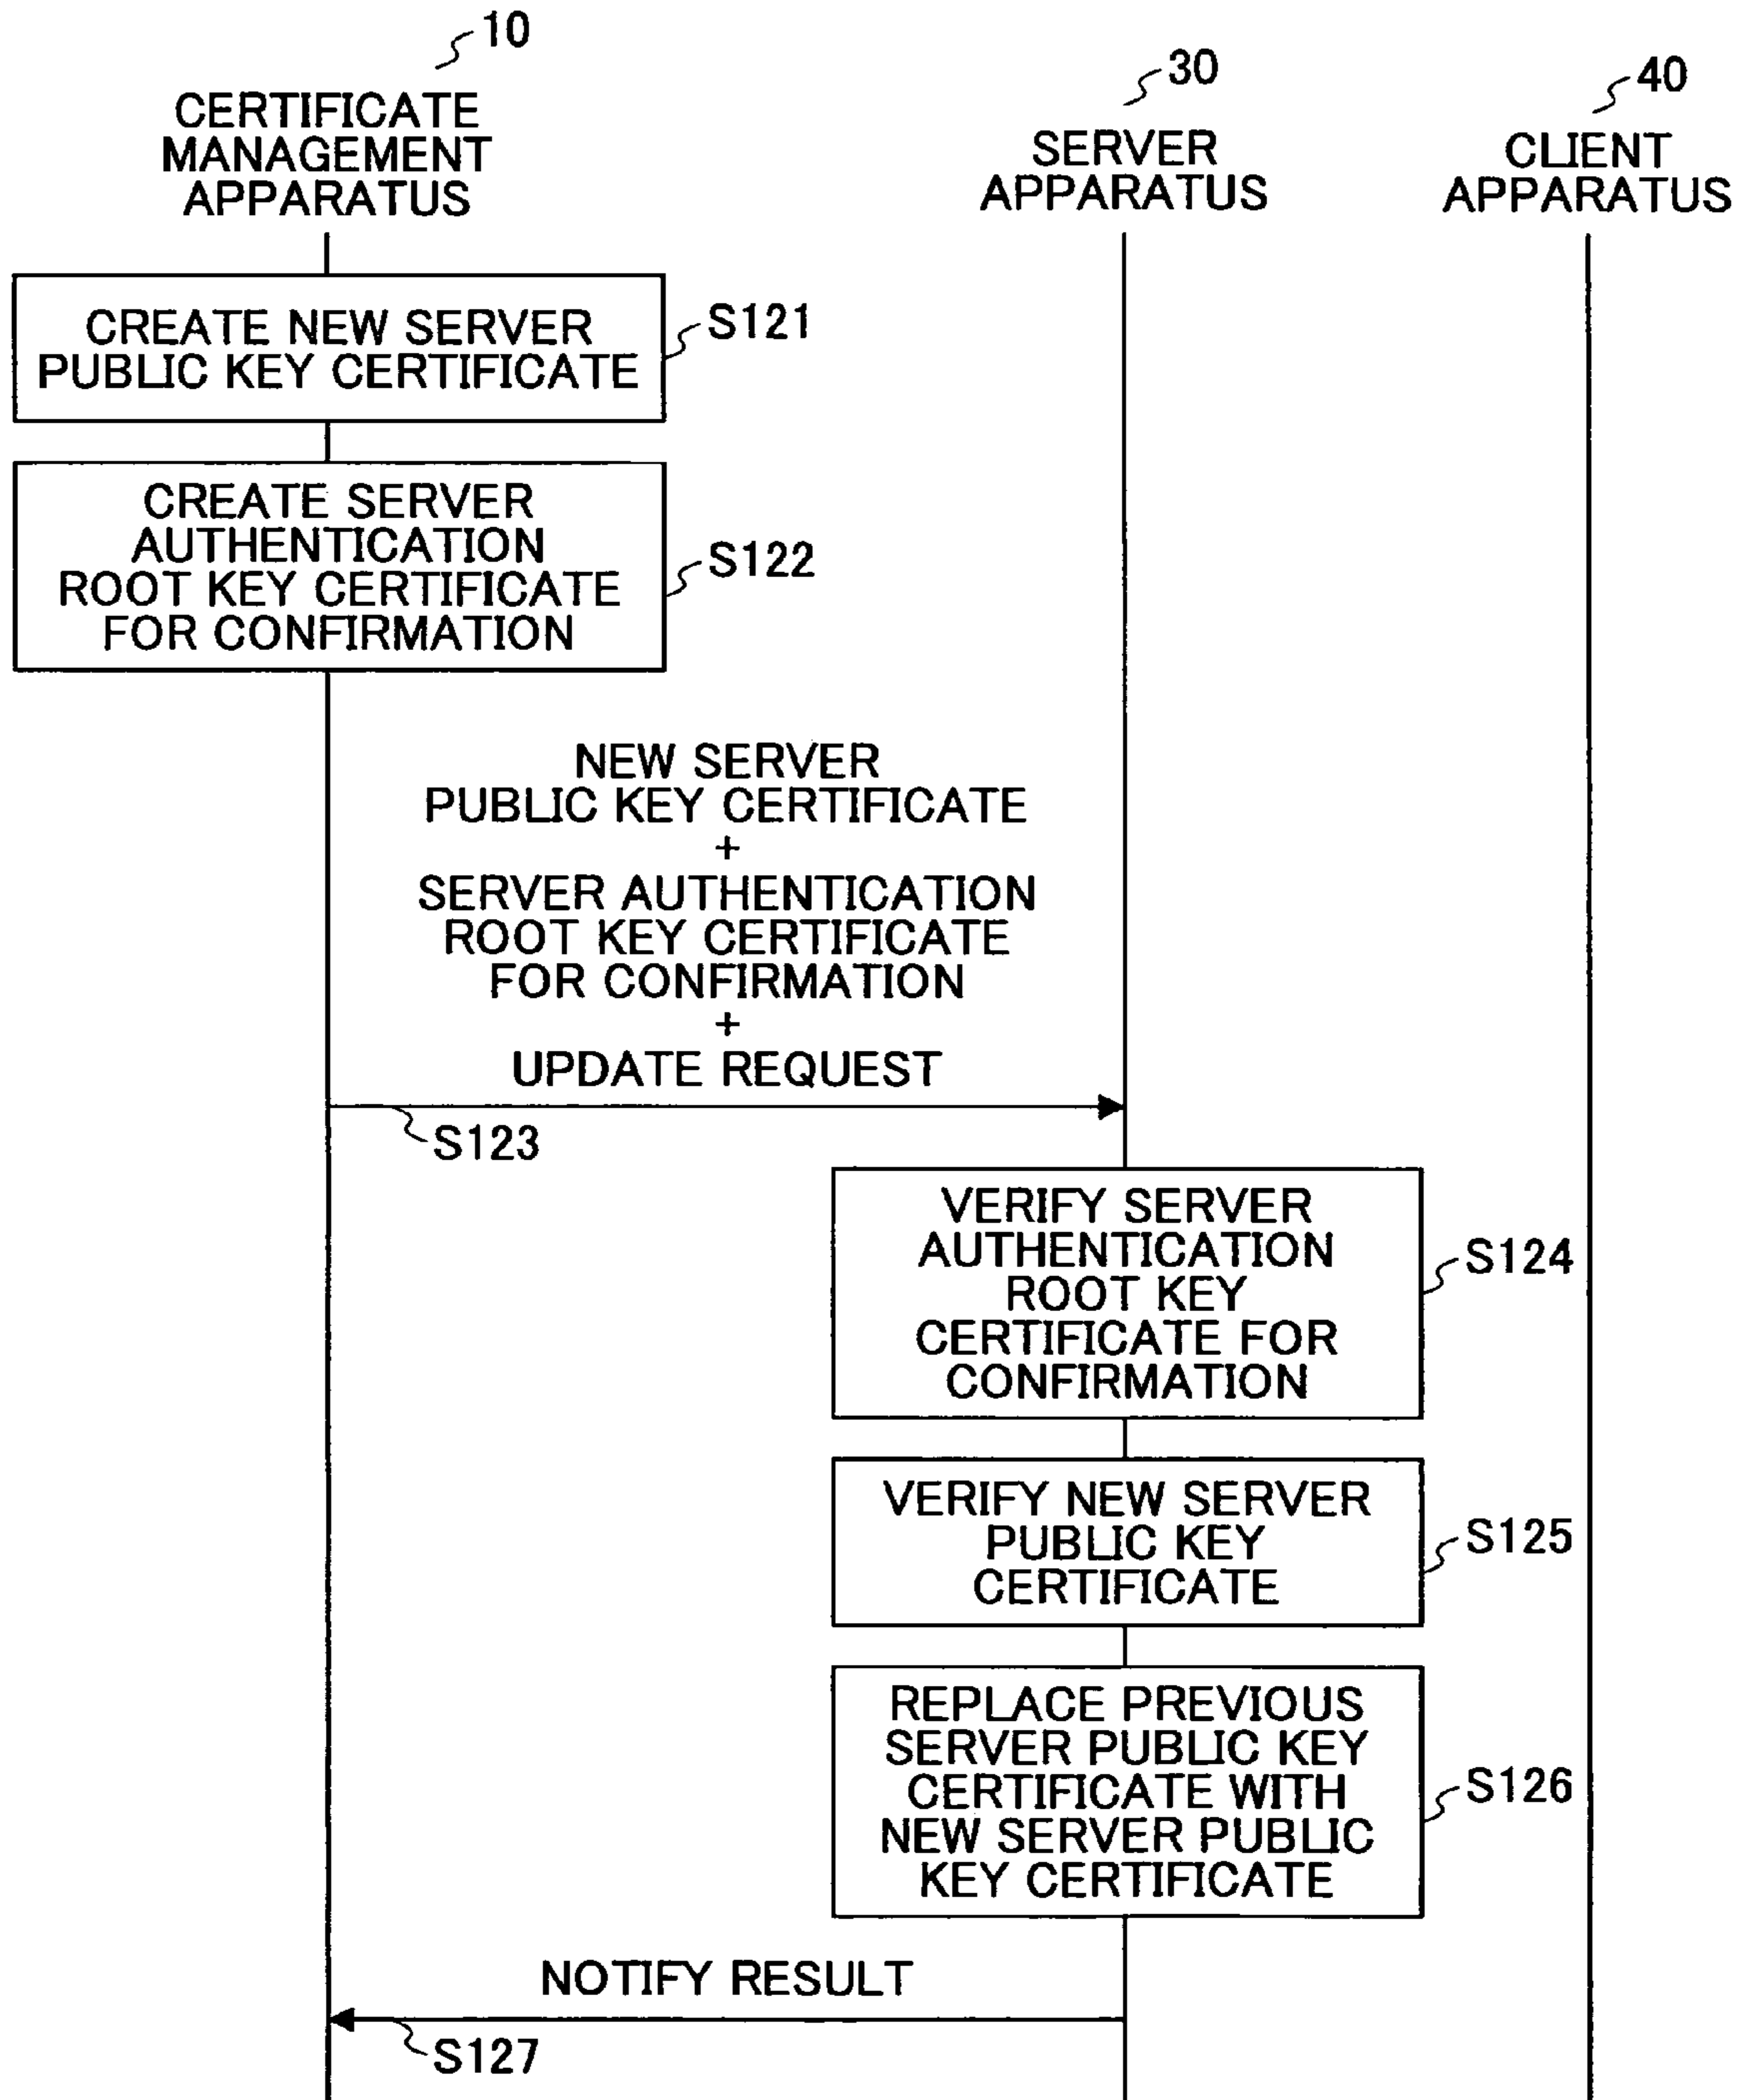 10
CERTIFICATE
MANAGEMENT
APPARATUS
30
SERVER
APPARATUS
40
CLIENT
APPARATUS
CREATE NEW SERVER
PUBLIC KEY CERTIFICATE
S121
CREATE SERVER
AUTHENTICATION
ROOT KEY CERTIFICATE
FOR CONFIRMATION
S122
NEW SERVER
PUBLIC KEY CERTIFICATE
+
SERVER AUTHENTICATION
ROOT KEY CERTIFICATE
FOR CONFIRMATION
+
UPDATE REQUEST
S123
VERIFY SERVER
AUTHENTICATION
ROOT KEY
CERTIFICATE FOR
CONFIRMATION
S124
VERIFY NEW SERVER
PUBLIC KEY
CERTIFICATE
S125
REPLACE PREVIOUS
SERVER PUBLIC KEY
CERTIFICATE WITH
NEW SERVER PUBLIC
KEY CERTIFICATE
S126
NOTIFY RESULT
S127